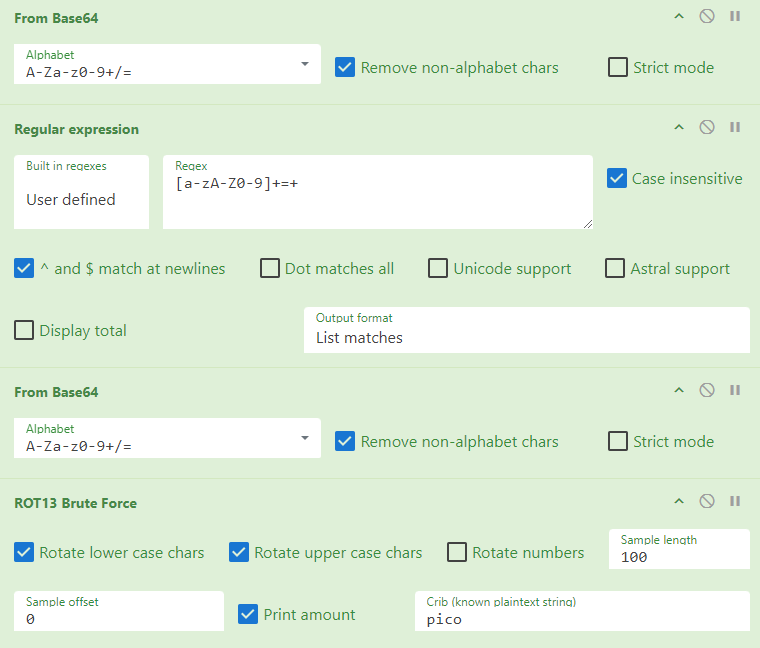 From Base64
Alphabet
A-Za-z0-9+/=
Remove non-alphabet chars
Strict mode
Regular expression
Built in regexes
User defined
Regex
[a-zA-Z0-9]+=+
Case insensitive
^ and $ match at newlines
Dot matches all
Unicode support
Astral support
Display total
Output format
List matches
From Base64
Alphabet
A-Za-z0-9+/=
Remove non-alphabet chars
Strict mode
ROT13 Brute Force
Rotate lower case chars
Rotate upper case chars
Rotate numbers
Sample length
100
Sample offset
0
Print amount
Crib (known plaintext string)
pico